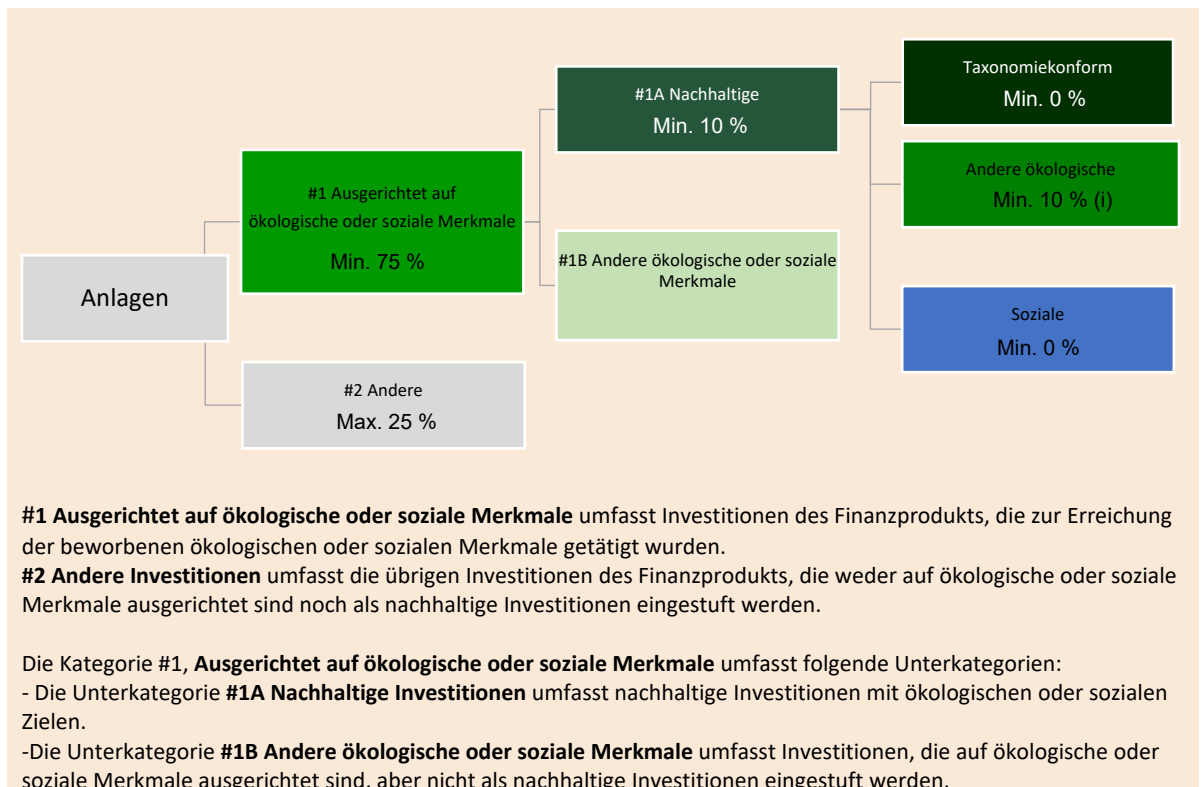 Anlagen
#1 Ausgerichtet auf
ökologische oder soziale Merkmale
Min. 75 %
#2 Andere
Max. 25 %
#1A Nachhaltige
Min. 10 %
#1B Andere ökologische oder soziale
Merkmale
Taxonomiekonform
Min. 0 %
Andere ökologische
Min. 10 % (i)
Soziale
Min. 0 %
#1 Ausgerichtet auf ökologische oder soziale Merkmale umfasst Investitionen des Finanzprodukts, die zur Erreichung
der beworbenen ökologischen oder sozialen Merkmale getätigt wurden.
#2 Andere Investitionen umfasst die übrigen Investitionen des Finanzprodukts, die weder auf ökologische oder soziale
Merkmale ausgerichtet sind noch als nachhaltige Investitionen eingestuft werden.
Die Kategorie #1, Ausgerichtet auf ökologische oder soziale Merkmale umfasst folgende Unterkategorien:
- Die Unterkategorie #1A Nachhaltige Investitionen umfasst nachhaltige Investitionen mit ökologischen oder sozialen
Zielen.
-Die Unterkategorie #1B Andere ökologische oder soziale Merkmale umfasst Investitionen, die auf ökologische oder
soziale Merkmale ausgerichtet sind, aber nicht als nachhaltige Investitionen eingestuft werden.